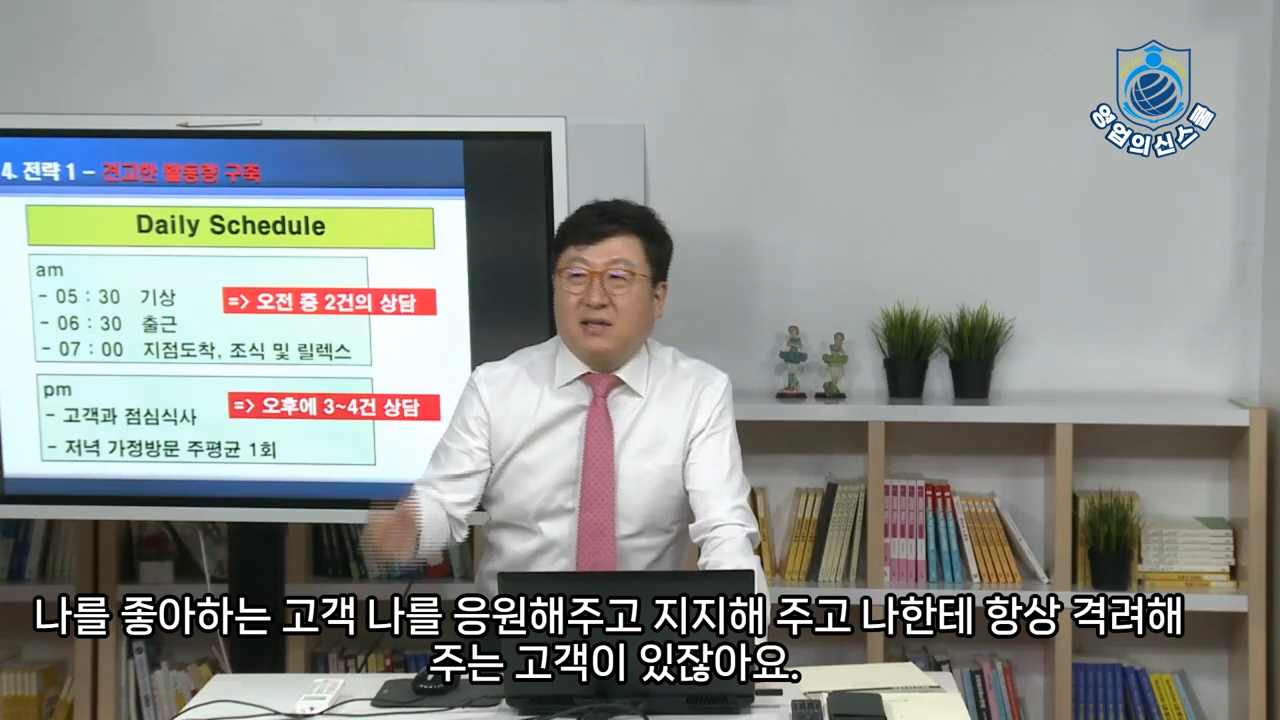 영업의신스쿨
4. 전략 1 - 견고한 활동량 구축
Daily Schedule
am
- 05 : 30 기상
=> 오전 중 2건의 상담
- 06 : 30 출근
- 07 : 00 지점도착, 조식 및 릴렉스
pm
- 고객과 점심식사
=> 오후에 3~4건 상담
- 저녁 가정방문 주평균 1회
나를 좋아하는 고객 나를 응원해주고 지지해 주고 나한테 항상 격려해
주는 고객이 있잖아요.